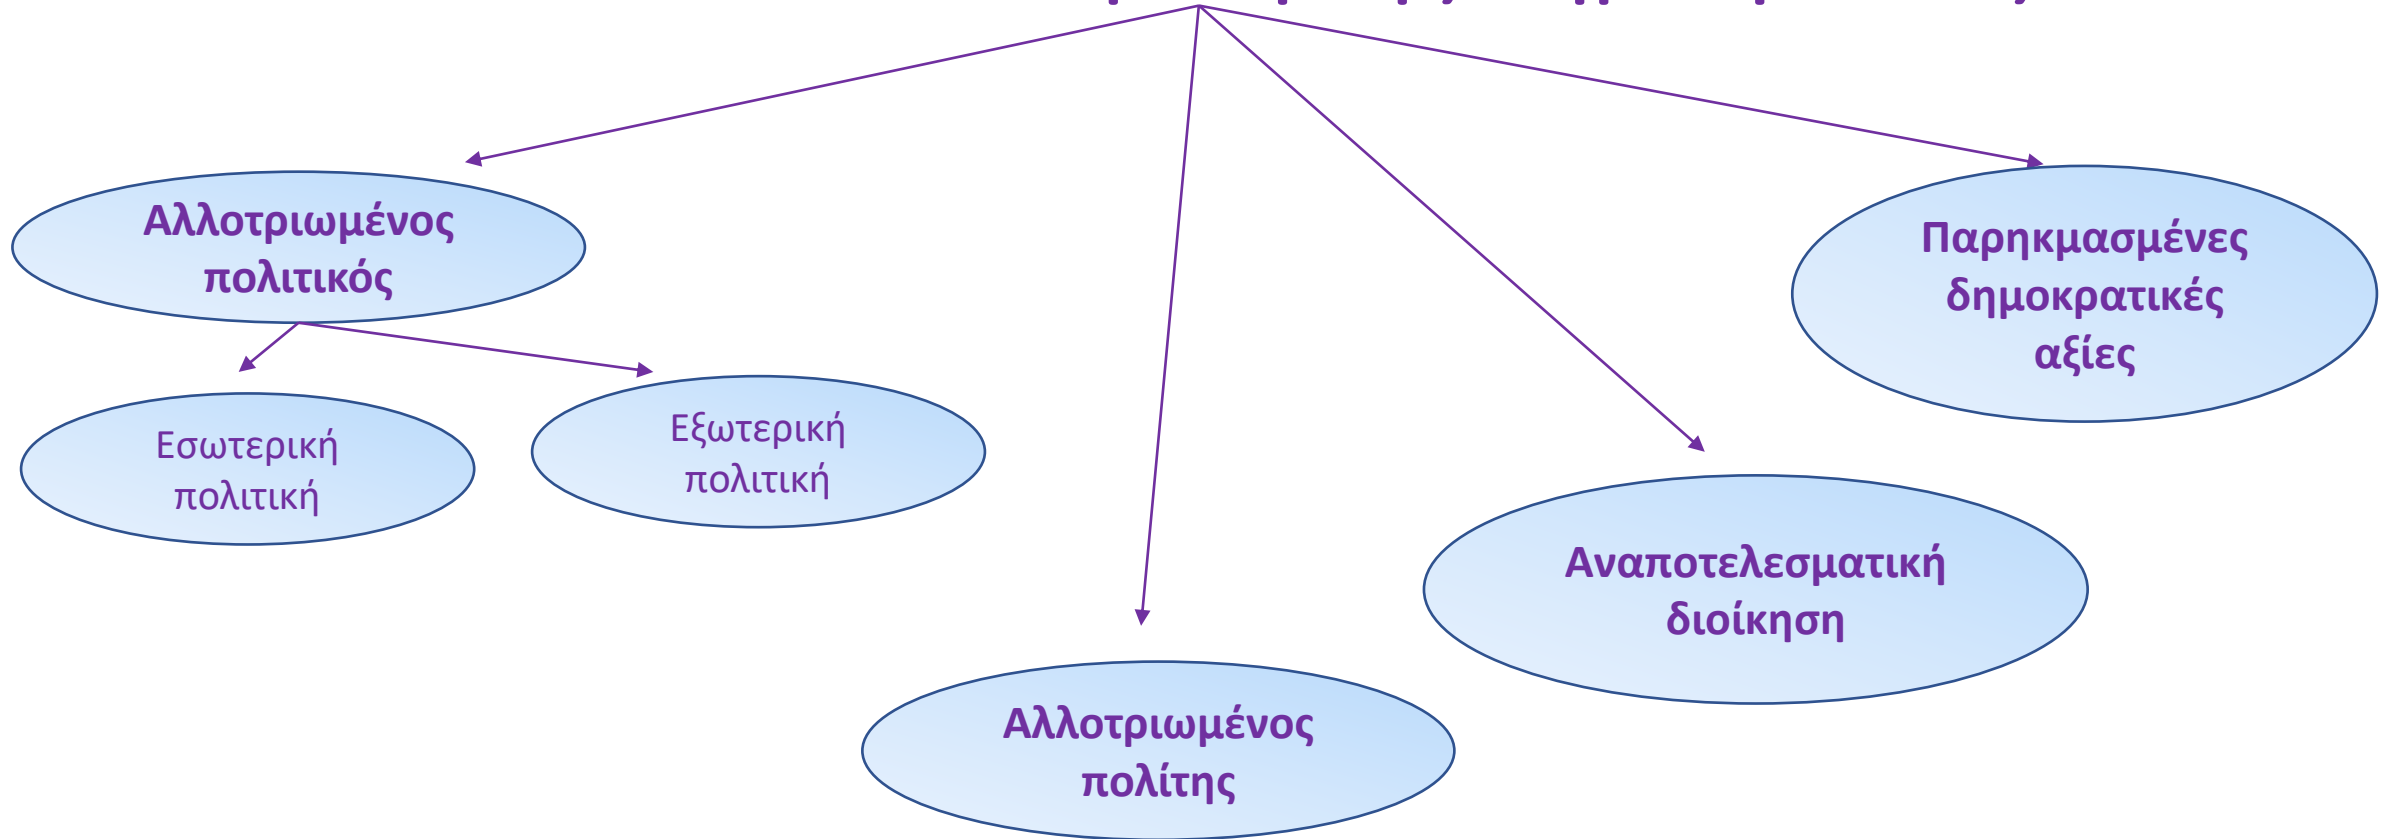 Αλλοτριωμένος
πολιτικός
Παρηκμασμένες
δημοκρατικές
αξίες
Εσωτερική
πολιτική
Εξωτερική
πολιτική
Αναποτελεσματική
διοίκηση
Αλλοτριωμένος
πολίτης